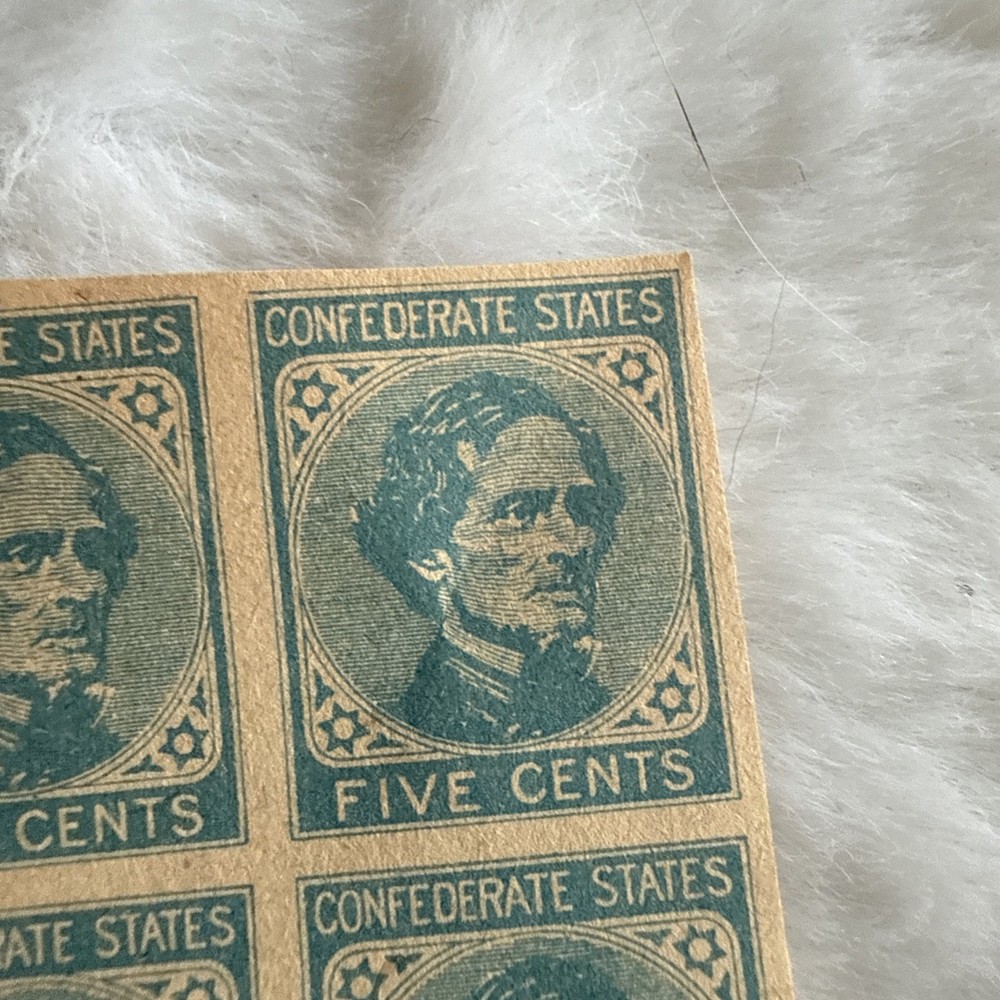 E STATES
CONFEDERATE STATES
CENTS
FIVE CENTS
RATE STATES
CONFEDERATE STATES